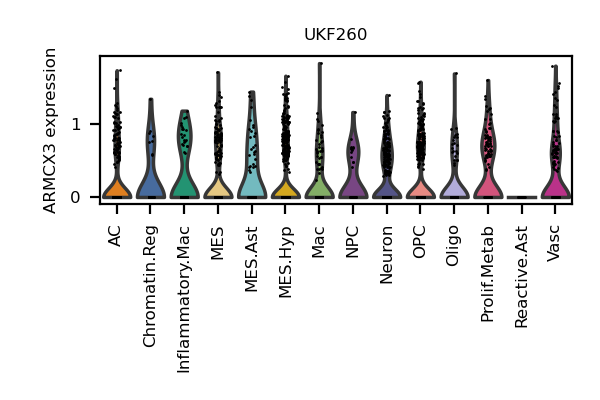 UKF260
ARMCX3 expression
1
0
AC
Chromatin.Reg
Inflammatory.Mac
MES
MES.Ast
MES.Hyp
Mac
NPC
Neuron
OPC
Oligo
Prolif.Metab
Reactive.Ast
Vasc